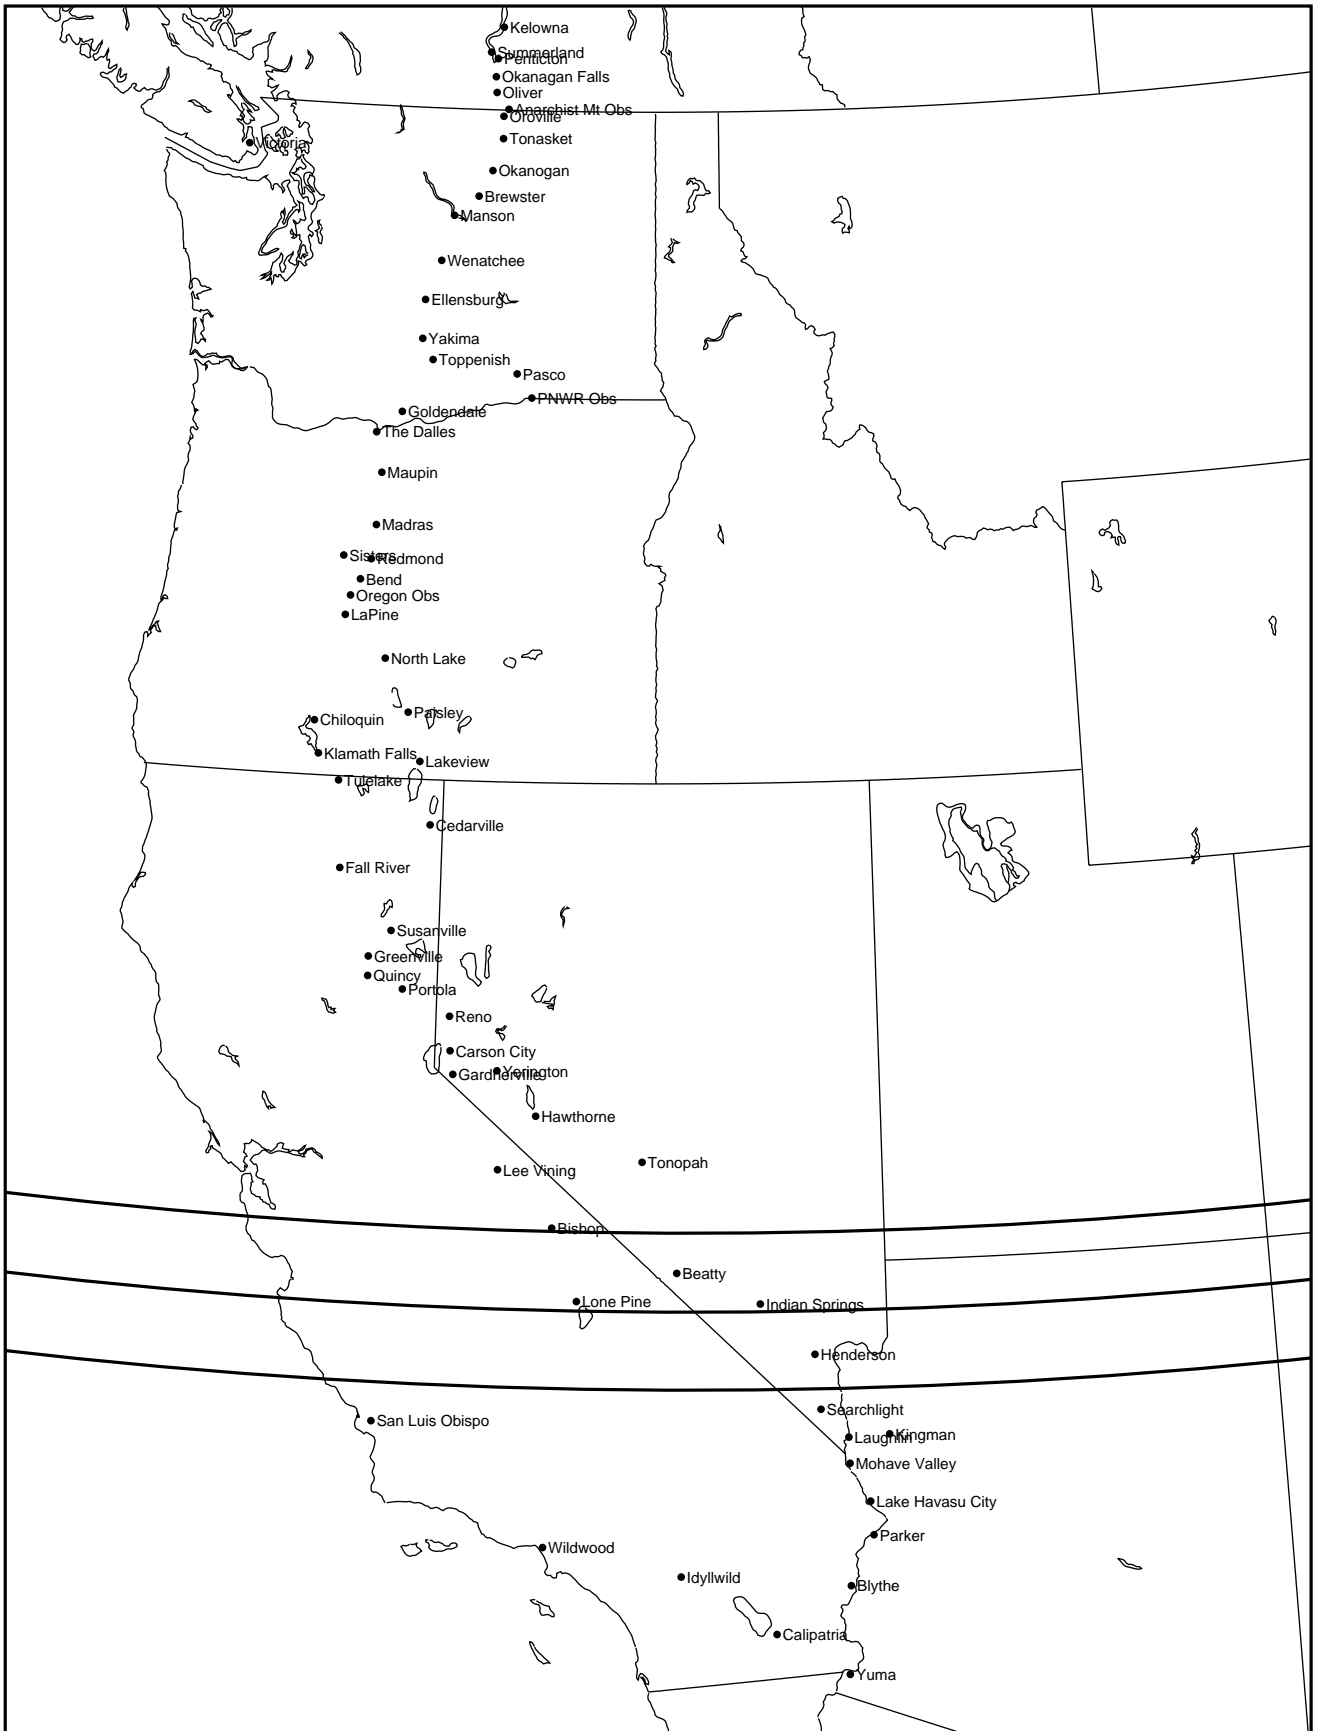 Kelowna
Summerland
Penticton
Okanagan Falls
Oliver
Anarchist Mt Obs
Oroville
Tonasket
Victoria
Okanogan
Brewster
Manson
Wenatchee
Ellensburg
Yakima
Toppenish
Pasco
PNWR Obs
Goldendale
The Dalles
Maupin
Madras
Sisters
Redmond
Bend
Oregon Obs
LaPine
North Lake
Paisley
Chiloquin
Klamath Falls
Lakeview
Tulelake
Cedarville
Fall River
Susanville
Greenville
Quincy
Portola
Reno
Carson City
Yerington
Gardnerville
Hawthorne
Tonopah
Lee Vining
Bishop
Beatty
Lone Pine
Indian Springs
Henderson
Searchlight
San Luis Obispo
Kingman
Laughlin
Mohave Valley
Lake Havasu City
Parker
Wildwood
Idyllwild
Blythe
Calipatria
Yuma